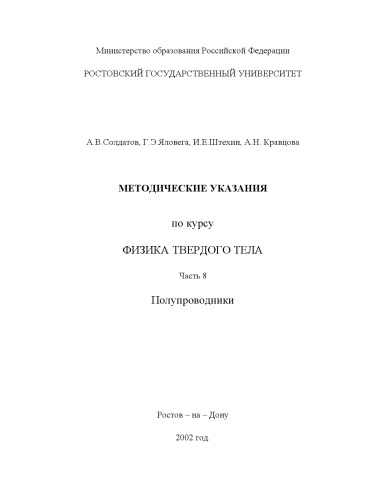 Министерство образования Российской Федерации
РОСТОВСКИЙ ГОСУДАРСТВЕННЫЙ УНИВЕРСИТЕТ
А.В.Солдатов, Г.Э.Яловега, И.Е.Штехин, А.Н. Кравцова
МЕТОДИЧЕСКИЕ УКАЗАНИЯ
по курсу
ФИЗИКА ТВЕРДОГО ТЕЛА
Часть 8
Полупроводники
Ростов – на – Дону
2002 год.